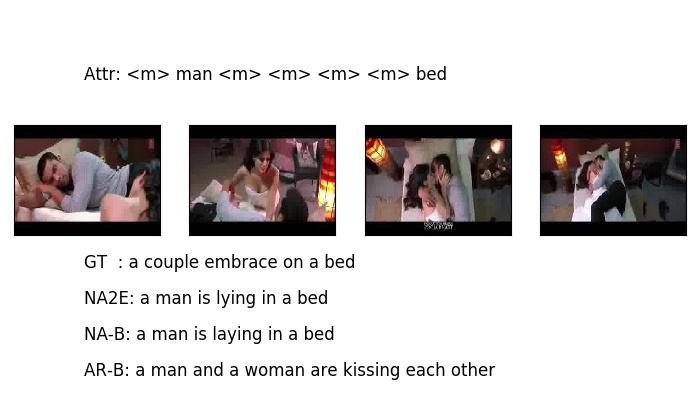 Attr: <m> man <m> <m> <m> <m> bed
GT : a couple embrace on a bed
NA2E: a man is lying in a bed
NA-B: a man is laying in a bed
AR-B: a man and a woman are kissing each other